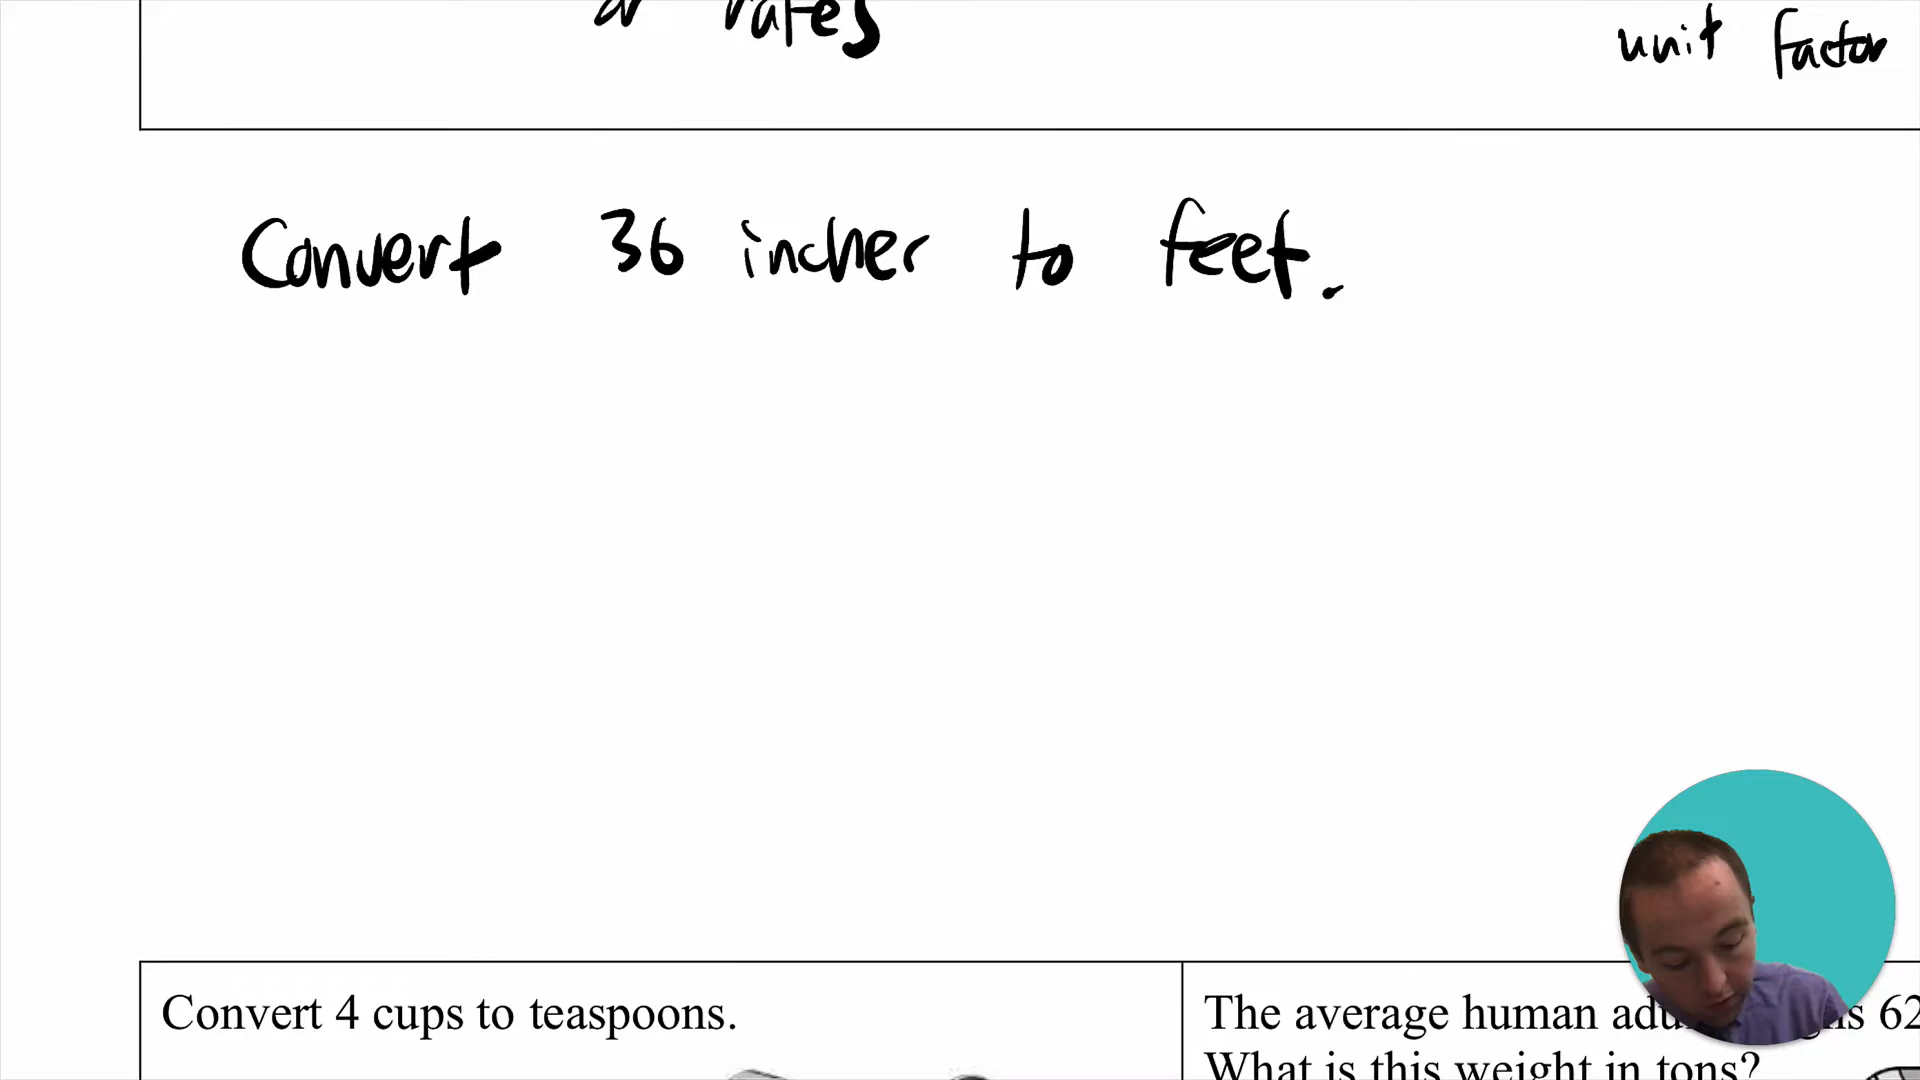 rates
unit factor
Convert 36 inches to feet.
Convert 4 cups to teaspoons.
The average human 62
What is this weight in tons?